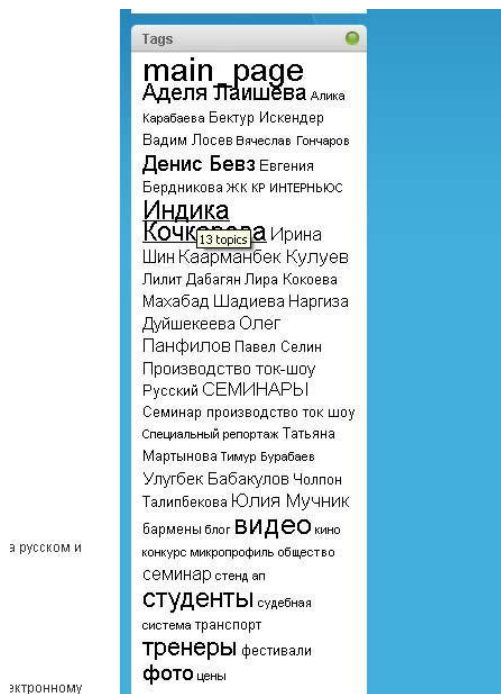 Tags
main_page
Аделя Лаишева Алика
Карабаева Бектур Искендер
Вадим Лосев Вячеслав Гончаров
Денис Бевз Евгения
Бердникова ЖК КР ИНТЕРНЬЮС
Индика
Кочкарева Ирина
13 topics
Шин Каарманбек Кулуев
Лилит Дабагян Лира Кокоева
Махабад Шадиева Наргиза
Дуйшекеева Олег
Панфилов Павел Селин
Производство ток-шоу
Русский СЕМИНАРЫ
Семинар производство ток шоу
Специальный репортаж Татьяна
Мартынова Тимур Бурабаев
Улугбек Бабакулов Чолпон
Талипбекова Юлия Мучник
бармены блог видео кино
конкурс микропрофиль общество
семинар стенд ап
студенты судебная
система транспорт
тренеры фестивали
фото цены
а русском и
ектронному